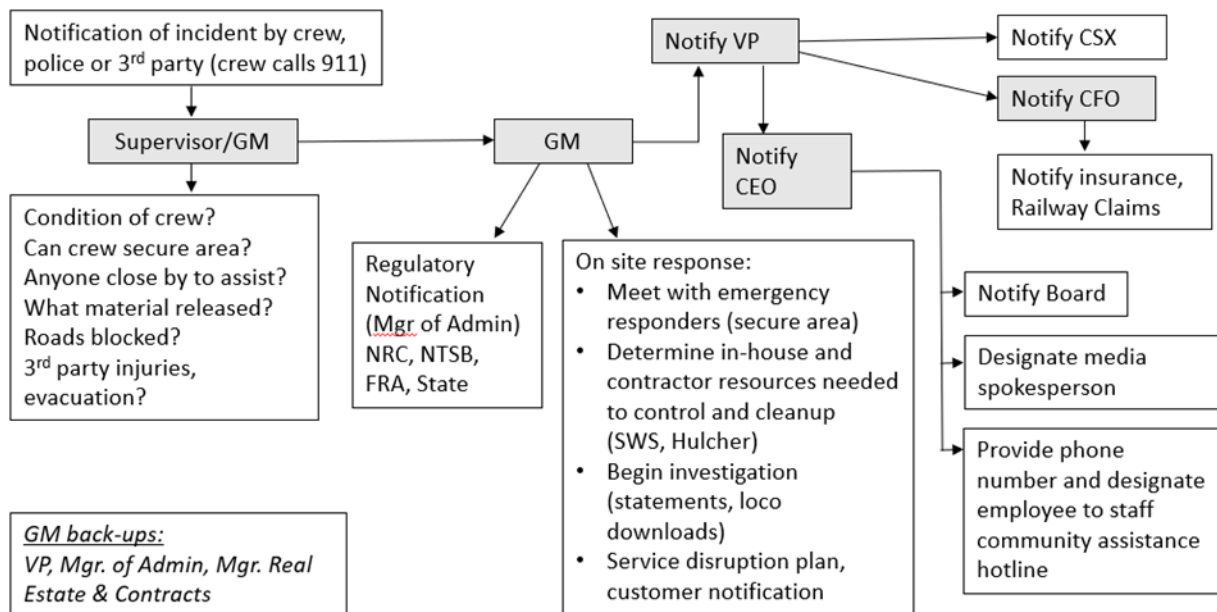 Notification of incident by crew,
police or 3rd party (crew calls 911)
Supervisor/GM
Condition of crew?
Can crew secure area?
Anyone close by to assist?
What material released?
Roads blocked?
3rd party injuries,
evacuation?
GM back-ups:
VP, Mgr. of Admin, Mgr. Real
Estate & Contracts
GM
Regulatory
Notification
(Mgr of Admin)
NRC, NTSB,
FRA, State
On site response:
• Meet with emergency
responders (secure area)
• Determine in-house and
contractor resources needed
to control and cleanup
(SWS, Hulcher)
• Begin investigation
(statements, loco
downloads)
• Service disruption plan,
customer notification
Notify VP
Notify
CEO
Notify CSX
Notify CFO
Notify insurance,
Railway Claims
Notify Board
Designate media
spokesperson
Provide phone
number and designate
employee to staff
community assistance
hotline